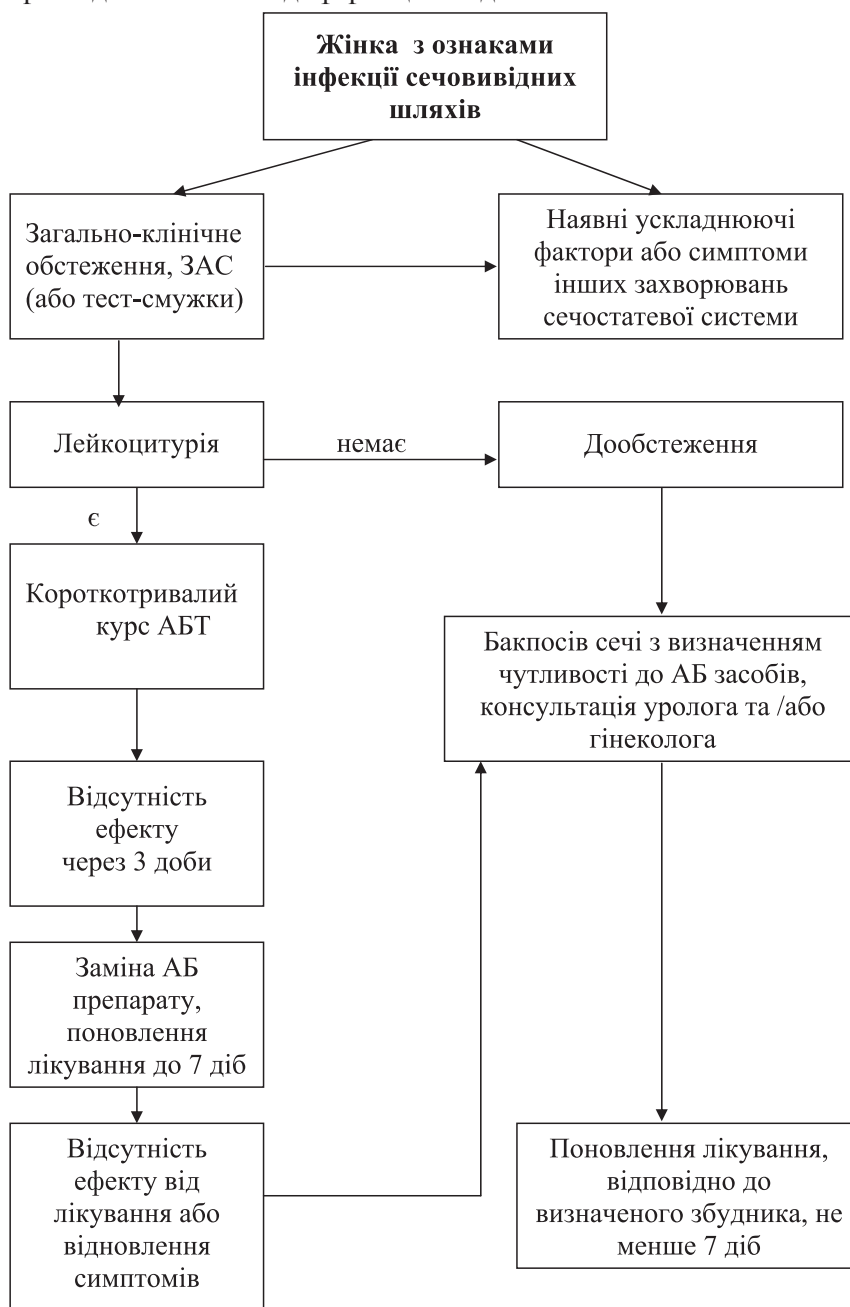 Жінка з ознаками
інфекції сечовивідних
шляхів
Загально-клінічне
обстеження, ЗАС
(або тест-смужки)
Наявні ускладнюючі
фактори або симптоми
інших захворювань
сечостатевої системи
Лейкоцитурія
немає
Дообстеження
є
Короткотривалий
курс АБТ
Бакпосів сечі з визначенням
чутливості до АБ засобів,
консультація уролога та /або
гінеколога
Відсутність
ефекту
через 3 доби
Заміна АБ
препарату,
поновлення
лікування до 7 діб
Відсутність
ефекту від
лікування або
відновлення
симптомів
Поновлення лікування,
відповідно до
визначеного збудника, не
менше 7 діб